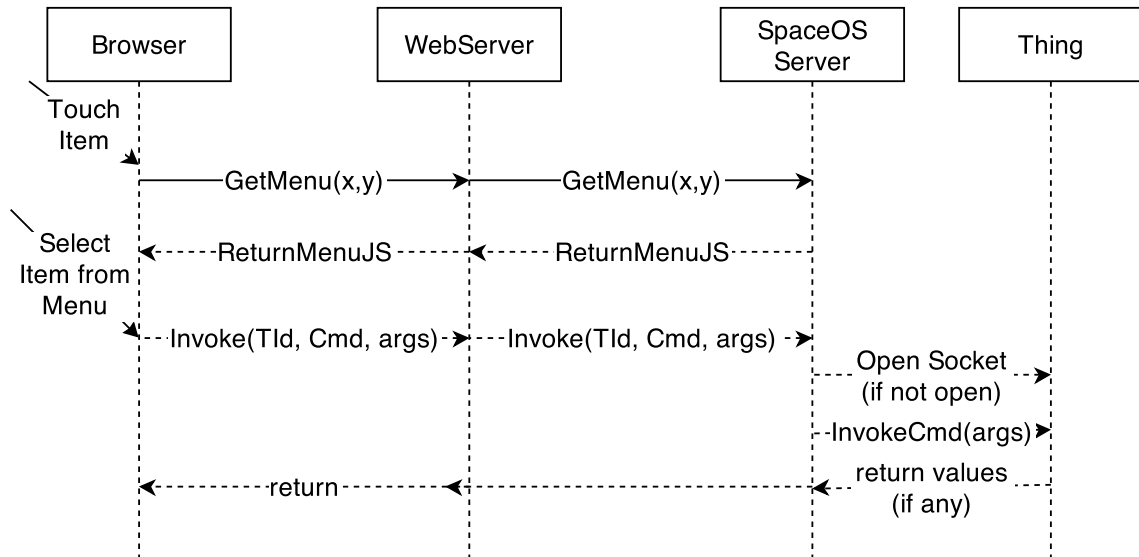 Browser
WebServer
SpaceOS
Server
Thing
Touch
Item
GetMenu(x,y)
GetMenu(x,y)
Select
Item from
Menu
ReturnMenuJS
ReturnMenuJS
Invoke(TId, Cmd, args)
Invoke(TId, Cmd, args)
Open Socket
(if not open)
InvokeCmd(args)
return
return values
(if any)